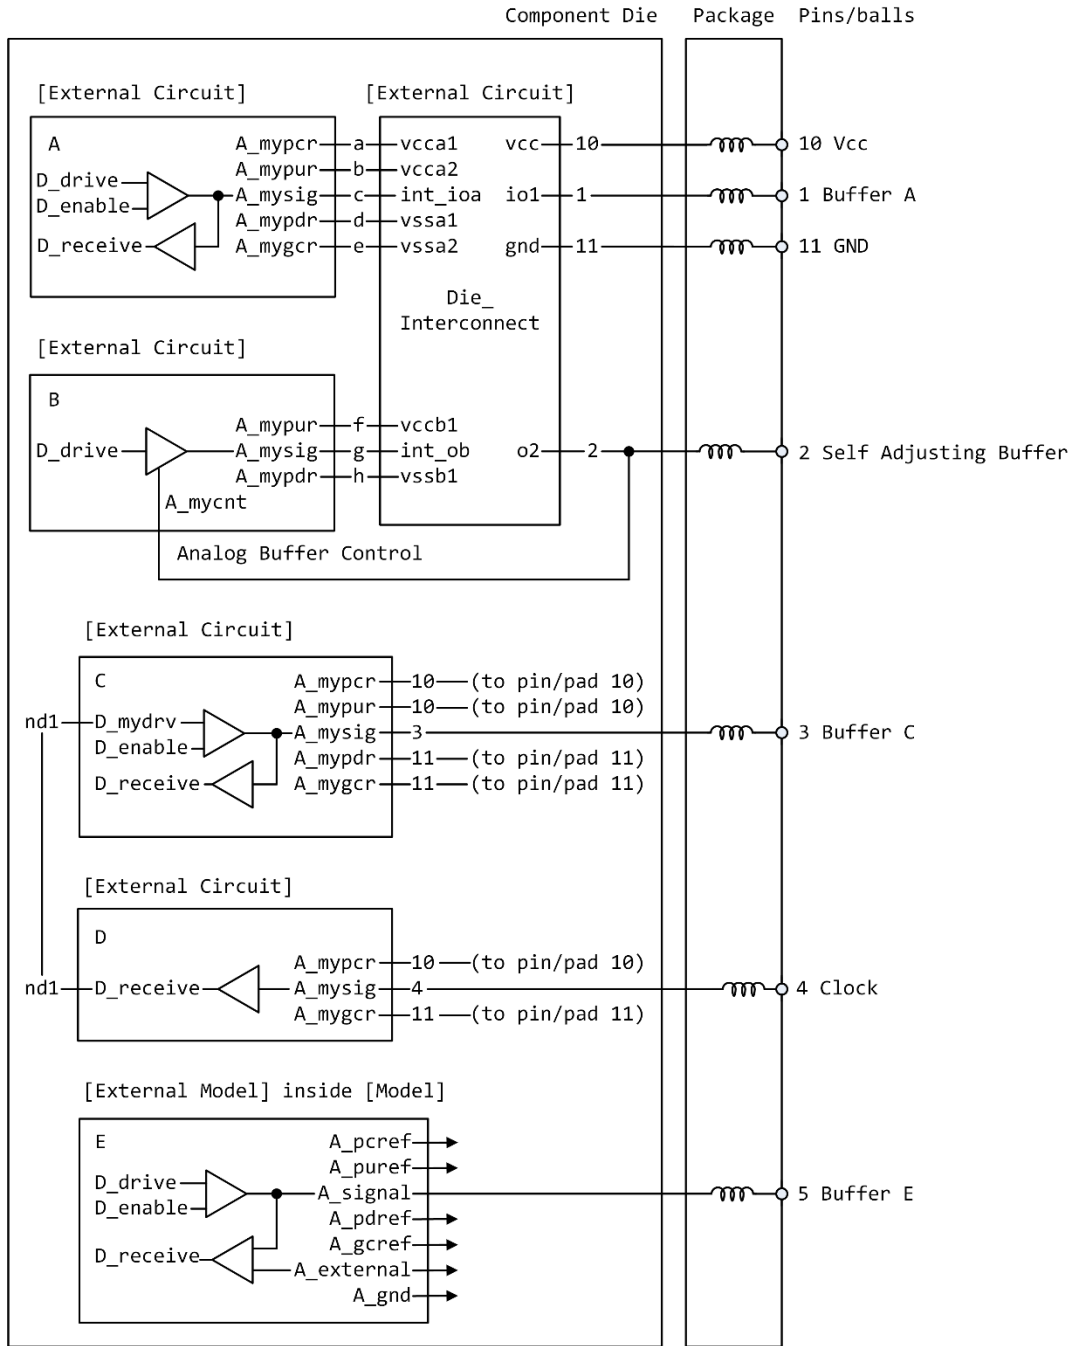 Component Die Package Pins/balls
[External Circuit] [External Circuit]
A A_mypcr a vcca1 vcc 10 10 Vcc
A_mypur b vcca2
D_drive A_mysig c int_ioa io1 1 1 Buffer A
D_enable A_mypdr d vssa1
D_receive A_mygcr e vssa2 gnd 11 11 GND
Die_
Interconnect
[External Circuit]
B A_mypur f vccb1
D_drive A_mysig g int_ob o2 2 2 Self Adjusting Buffer
A_mypdr h vssb1
A_mycnt
Analog Buffer Control
[External Circuit]
C A_mypcr 10 (to pin/pad 10)
A_mypur 10 (to pin/pad 10)
nd1 D_mydrv A_mysig 3 3 Buffer C
D_enable A_mypdr 11 (to pin/pad 11)
D_receive A_mygcr 11 (to pin/pad 11)
[External Circuit]
D
A_mypcr 10 (to pin/pad 10)
nd1 D_receive A_mysig 4 4 Clock
A_mygcr 11 (to pin/pad 11)
[External Model] inside [Model]
E A_pcref
A_puref
D_drive A_signal 5 Buffer E
D_enable A_pdref
D_receive A_gcref
A_external
A_gnd